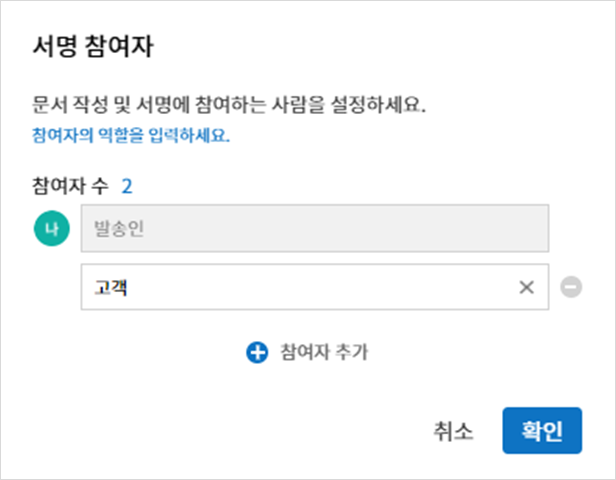 서명 참여자
문서 작성 및 서명에 참여하는 사람을 설정하세요.
참여자의 역할을 입력하세요.
참여자 수 2
나 발송인
고객
참여자 추가
취소 확인